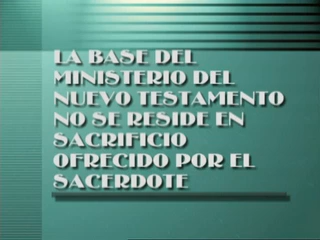 LA BASE DEL
MINISTERIO DEL
NUEVO TESTAMENTO
NO SE RESIDE EN
SACRIFICIO
OFRECIDO POR EL
SACERDOTE